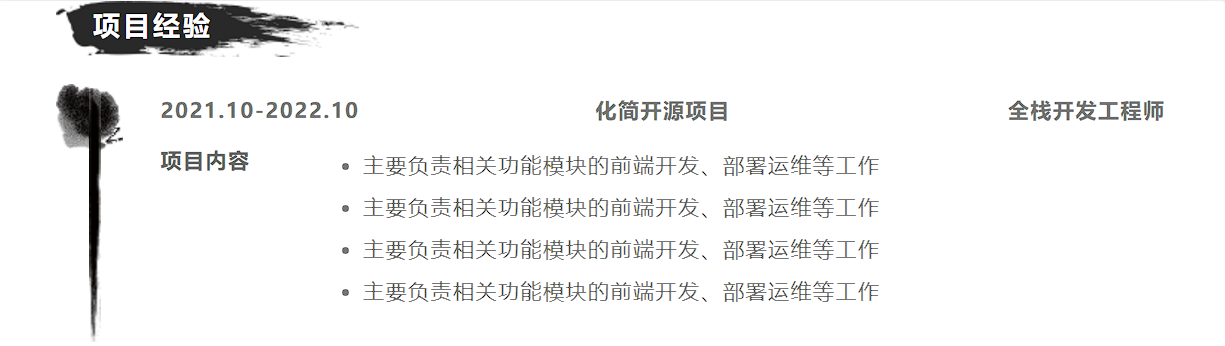 项目经验
2021.10-2022.10 化简开源项目 全栈开发工程师
项目内容
• 主要负责相关功能模块的前端开发、部署运维等工作
• 主要负责相关功能模块的前端开发、部署运维等工作
• 主要负责相关功能模块的前端开发、部署运维等工作
• 主要负责相关功能模块的前端开发、部署运维等工作